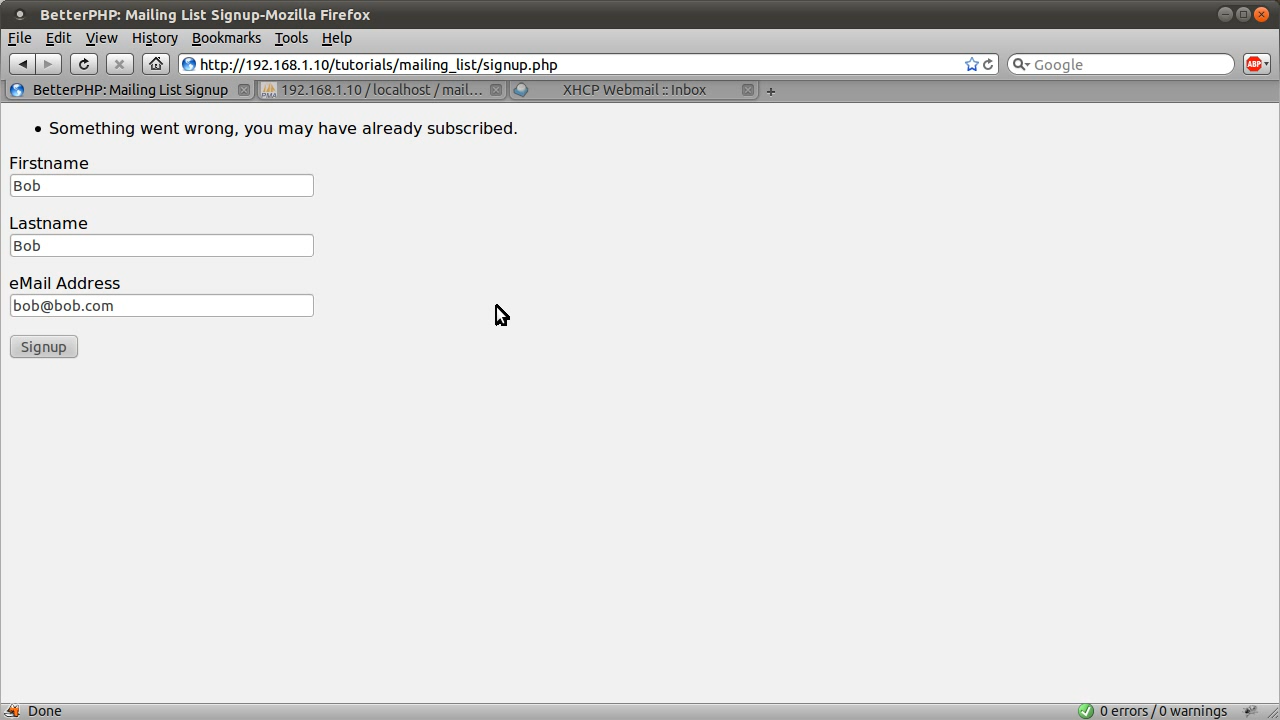 BetterPHP: Mailing List Signup-Mozilla Firefox
File Edit View History Bookmarks Tools Help
http://192.168.1.10/tutorials/mailing_list/signup.php
Google
ABP
BetterPHP: Mailing List Signup
PMA
192.168.1.10 / localhost / mail...
XHCP Webmail :: Inbox
• Something went wrong, you may have already subscribed.
Firstname
Bob
Lastname
Bob
eMail Address
bob@bob.com
Signup
Done
0 errors / 0 warnings